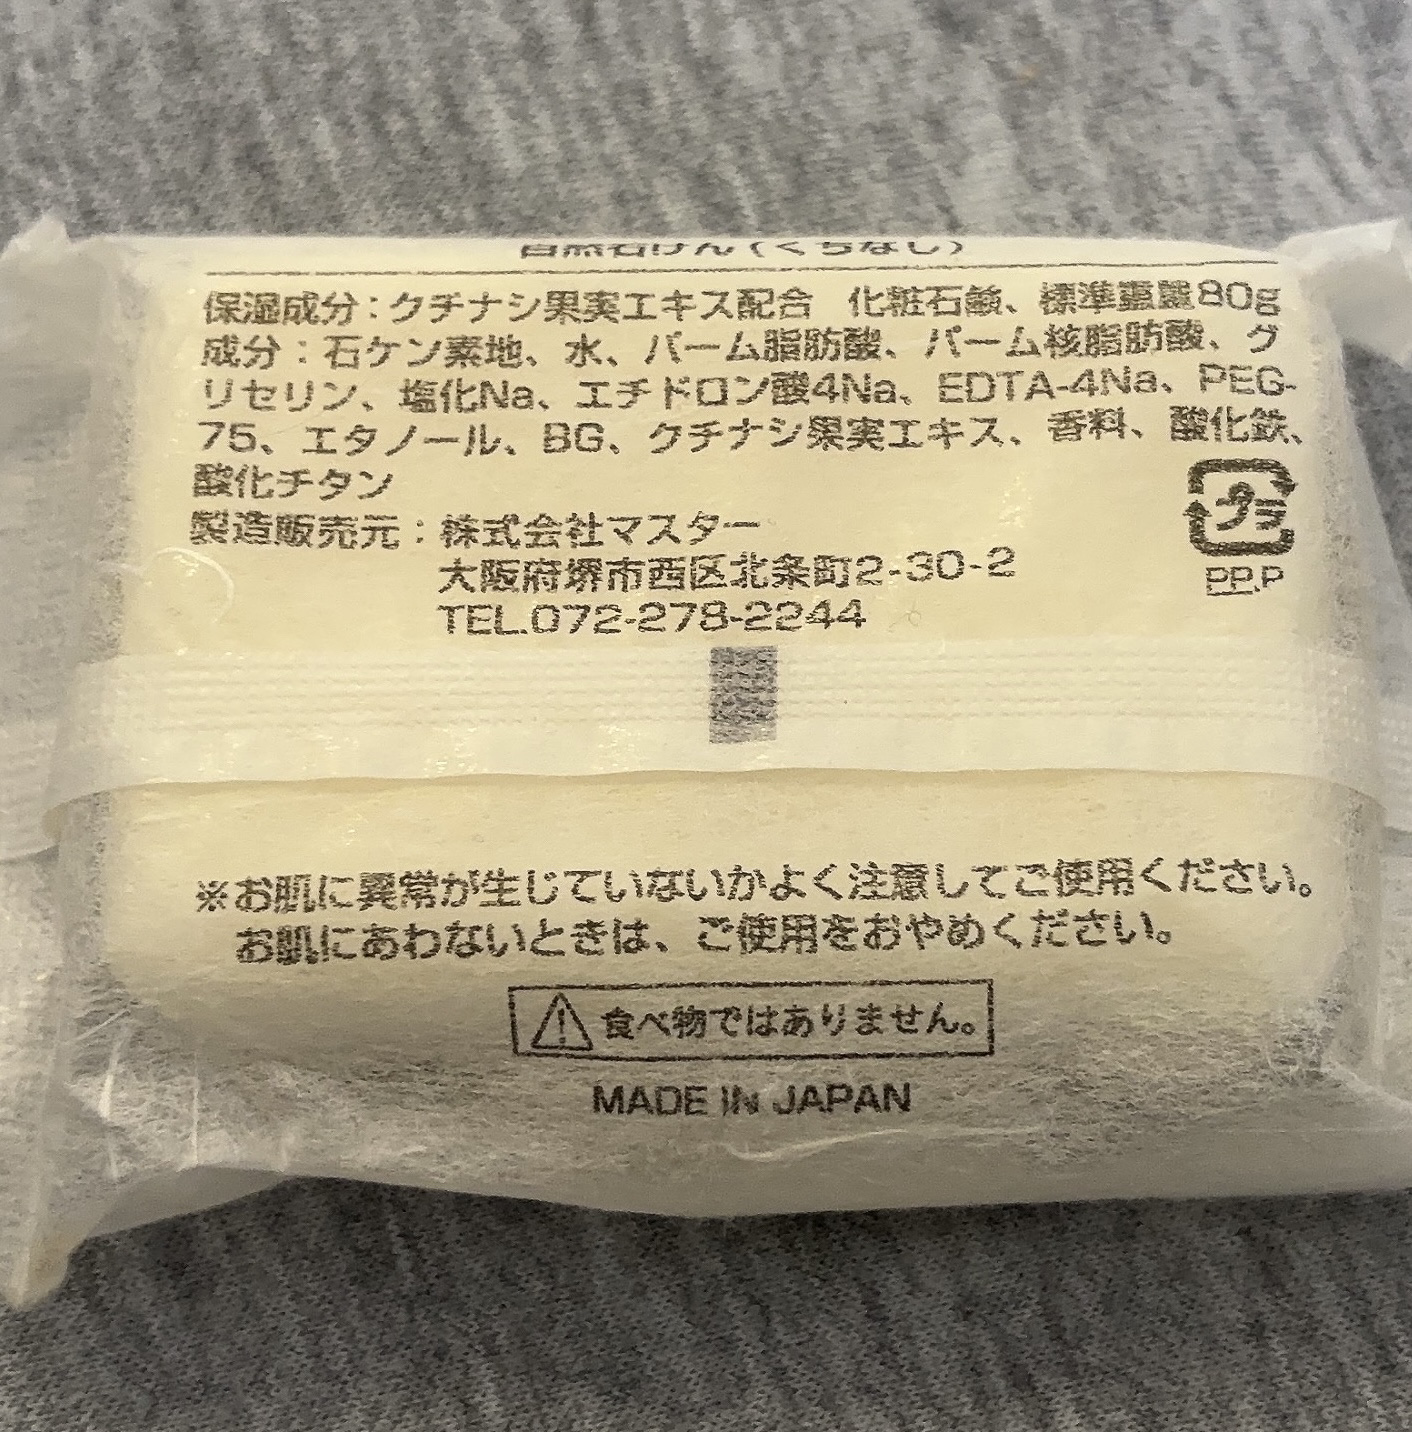 自然石けん(くちなし)
保湿成分：クチナシ果実エキス配合　化粧石鹸、標準重量80g
成分：石ケン素地、水、パーム脂肪酸、パーム核脂肪酸、グ
リセリン、塩化Na、エチドロン酸4Na、EDTA-4Na、PEG-
75、エタノール、BG、クチナシ果実エキス、香料、酸化鉄、
酸化チタン
製造販売元：株式会社マスター
大阪府堺市西区北条町2-30-2
TEL.072-278-2244
プラ
PP.P
※お肌に異常が生じていないかよく注意してご使用ください。
お肌にあわないときは、ご使用をおやめください。
食べ物ではありません。
MADE IN JAPAN